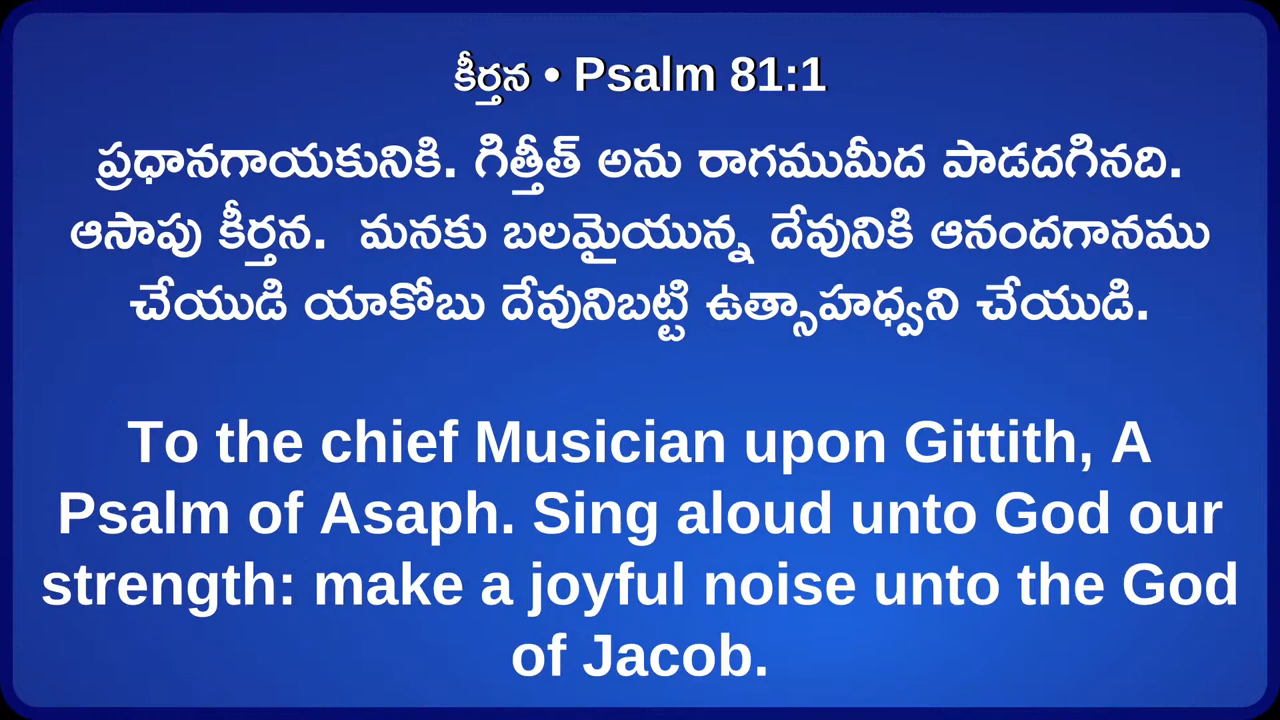 కీర్తన • Psalm 81:1
ప్రధానగాయకునికి. గిత్తీత్ అను రాగముమీద పాడదగినది.
ఆసాపు కీర్తన.  మనకు బలమైయున్న దేవునికి ఆనందగానము
చేయుడి యాకోబు దేవునిబట్టి ఉత్సాహధ్వని చేయుడి.
To the chief Musician upon Gittith, A
Psalm of Asaph. Sing aloud unto God our
strength: make a joyful noise unto the God
of Jacob.